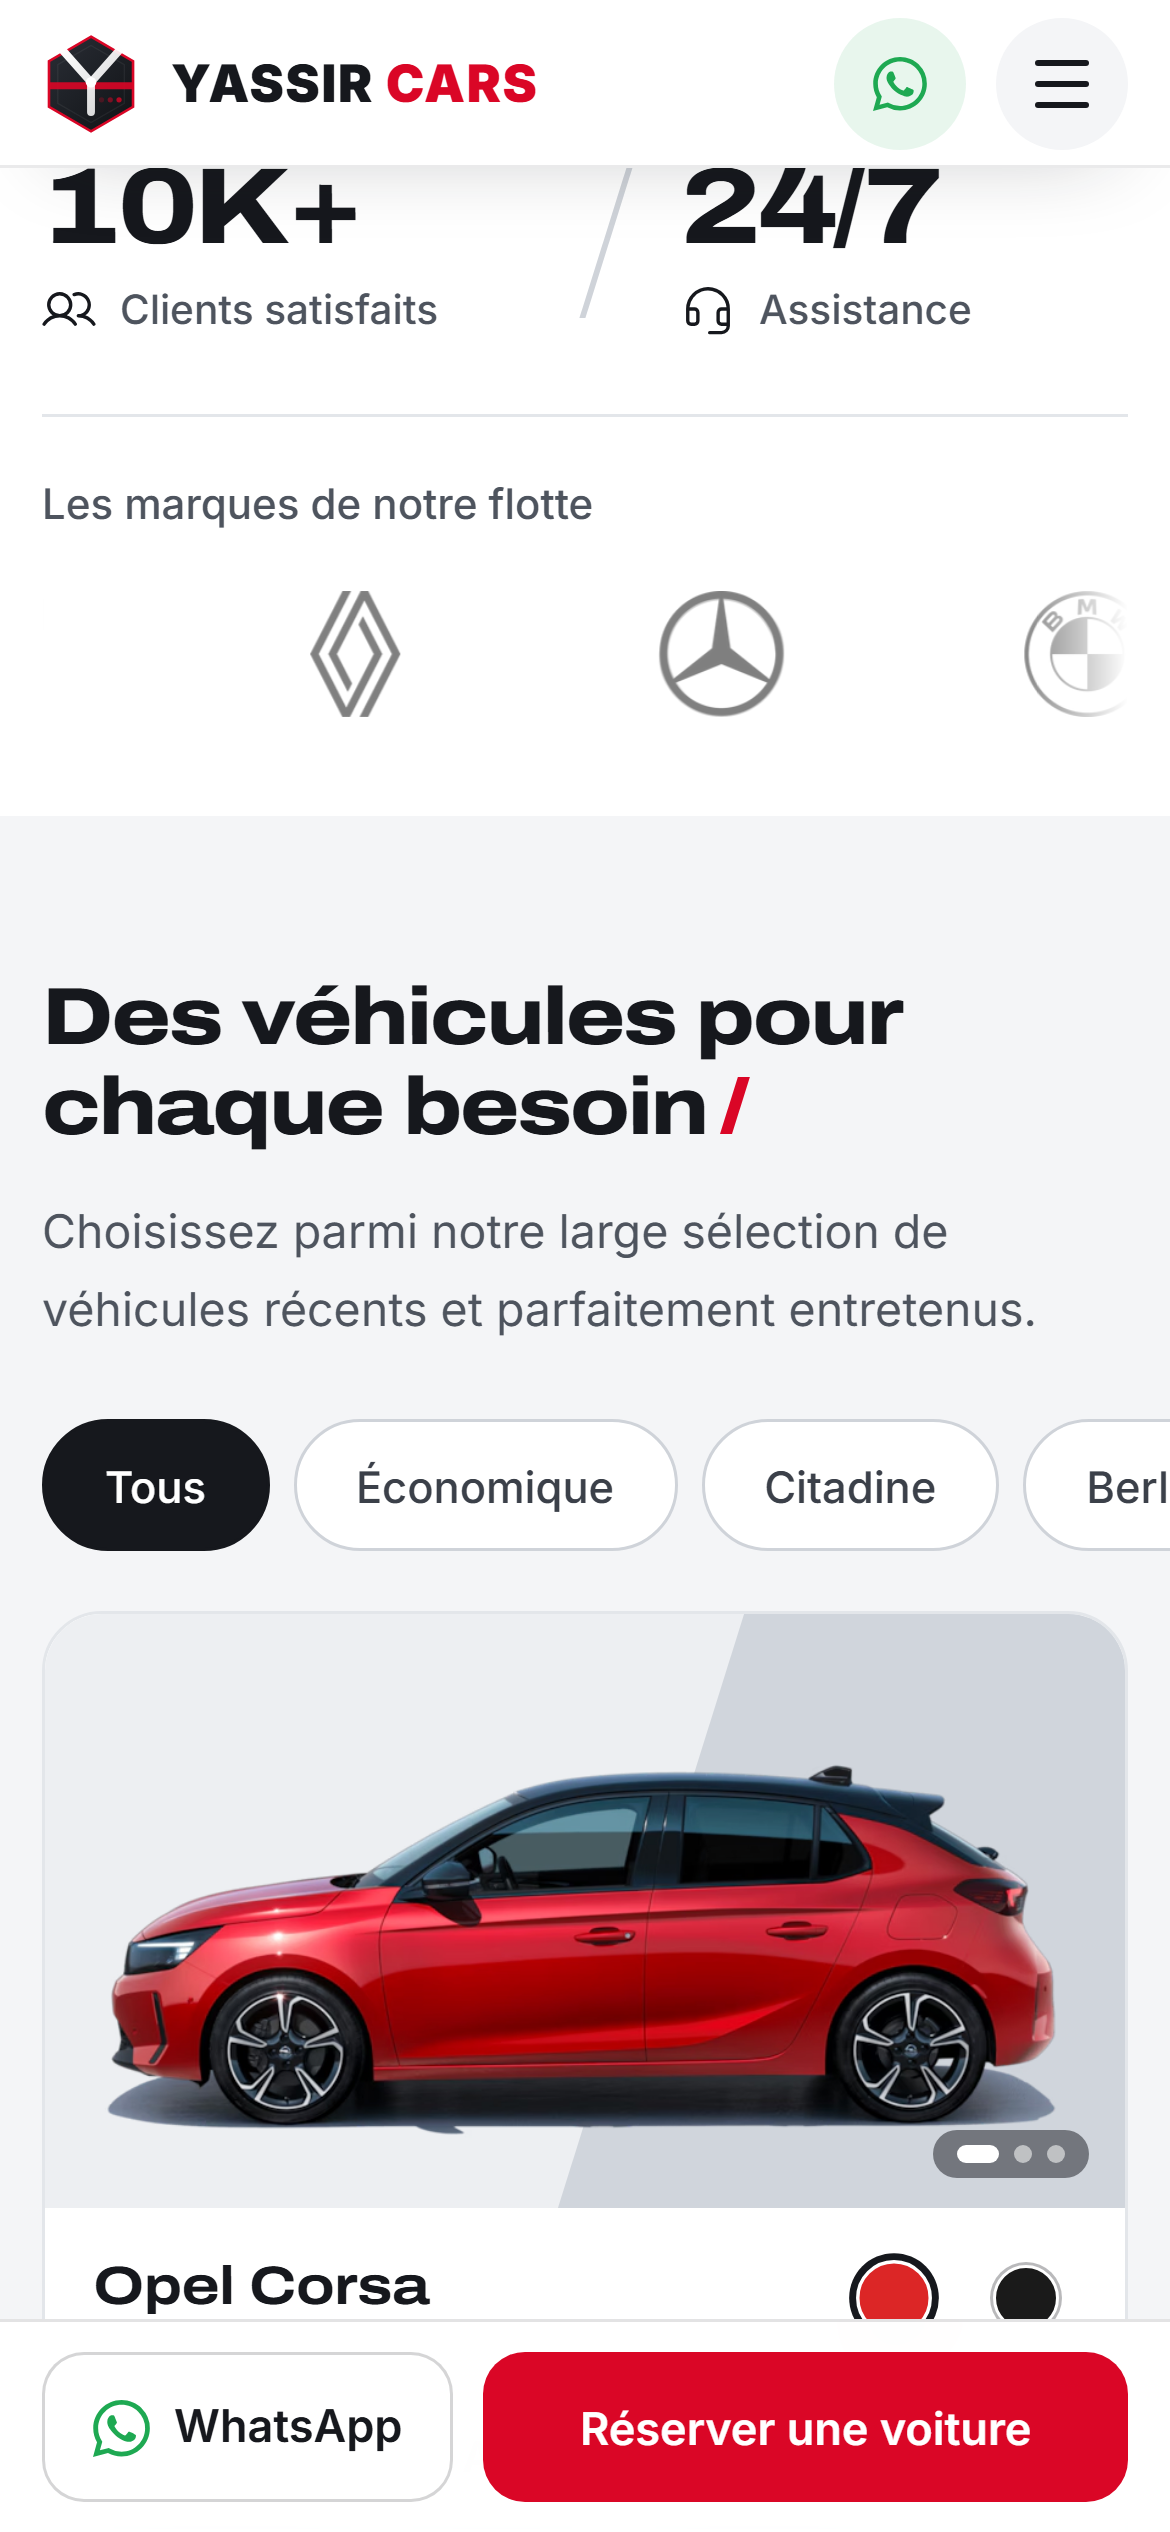 YASSIR CARS
10K+
24/7
Clients satisfaits
Assistance
Les marques de notre flotte
BMW
Des véhicules pour
chaque besoin /
Choisissez parmi notre large sélection de
véhicules récents et parfaitement entretenus.
Tous
Économique
Citadine
Berl
Opel Corsa
WhatsApp
Réserver une voiture